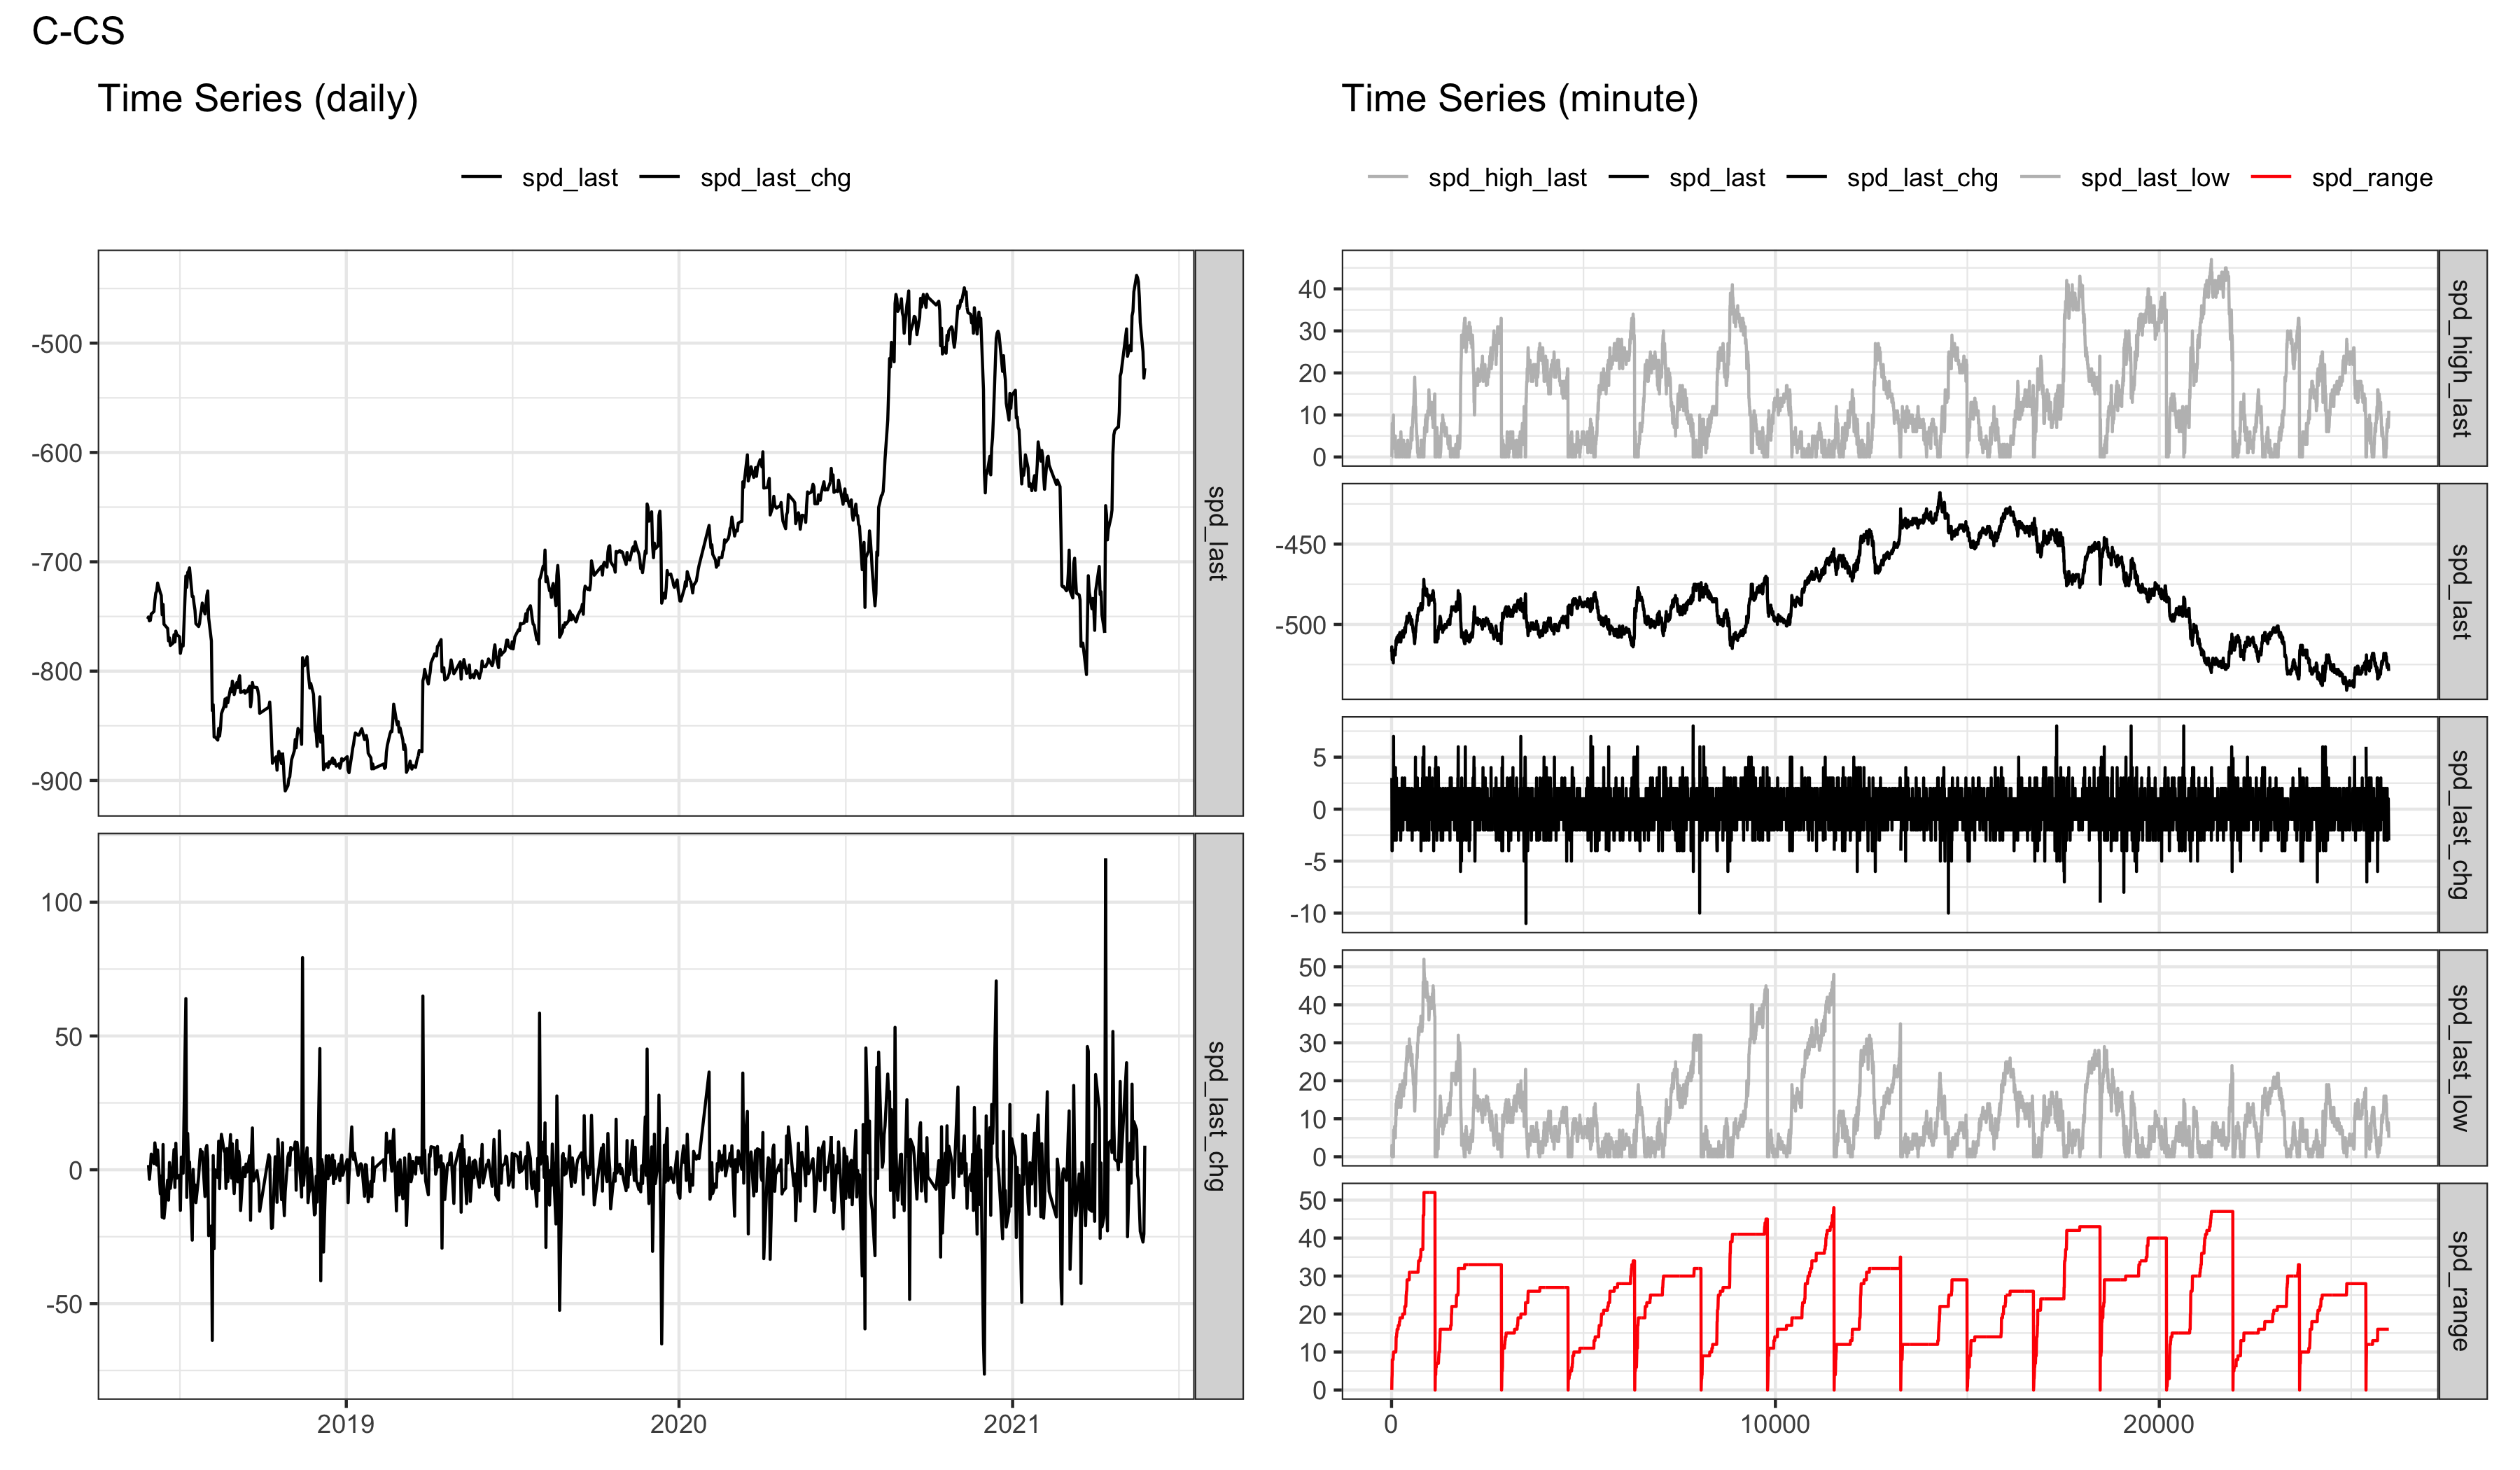 C-CS
Time Series (daily)
spd_last
spd_last_chg
-500
-600
-700
-800
-900
spd_last
100
50
0
-50
spd_last_chg
2019
2020
2021
Time Series (minute)
spd_high_last
spd_last
spd_last_chg
spd_last_low
spd_range
40
30
20
10
0
spd_high_last
-450
-500
spd_last
5
0
-5
-10
spd_last_chg
50
40
30
20
10
0
spd_last_low
50
40
30
20
10
0
spd_range
0
10000
20000